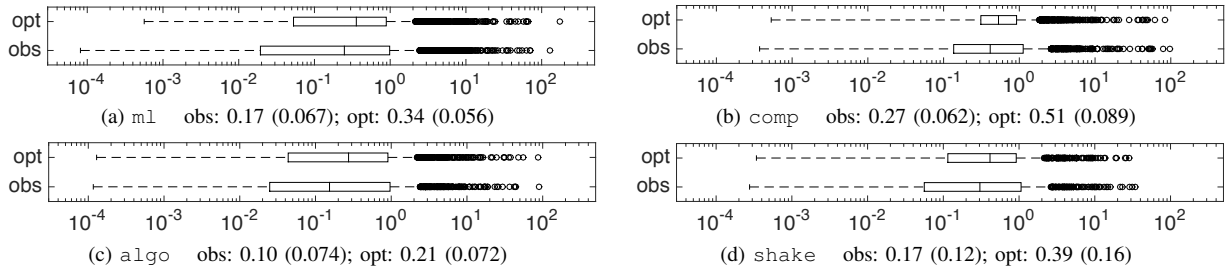 opt
obs
10^-4 10^-3 10^-2 10^-1 10^0 10^1 10^2
(a) ml obs: 0.17 (0.067); opt: 0.34 (0.056)
opt
obs
10^-4 10^-3 10^-2 10^-1 10^0 10^1 10^2
(b) comp obs: 0.27 (0.062); opt: 0.51 (0.089)
opt
obs
10^-4 10^-3 10^-2 10^-1 10^0 10^1 10^2
(c) algo obs: 0.10 (0.074); opt: 0.21 (0.072)
opt
obs
10^-4 10^-3 10^-2 10^-1 10^0 10^1 10^2
(d) shake obs: 0.17 (0.12); opt: 0.39 (0.16)